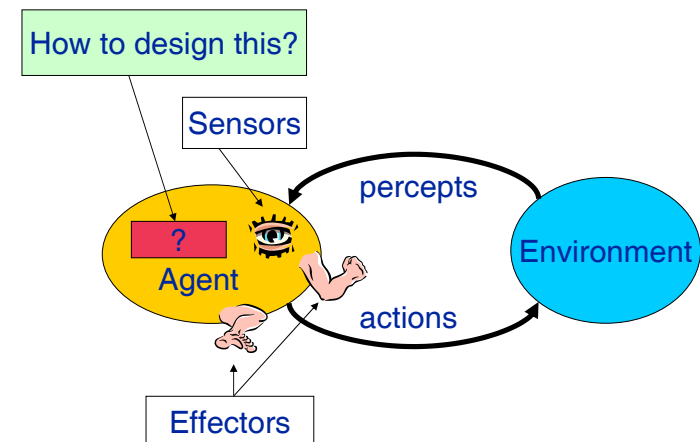 How to design this?
Sensors
percepts
?
Environment
Agent
actions
Effectors